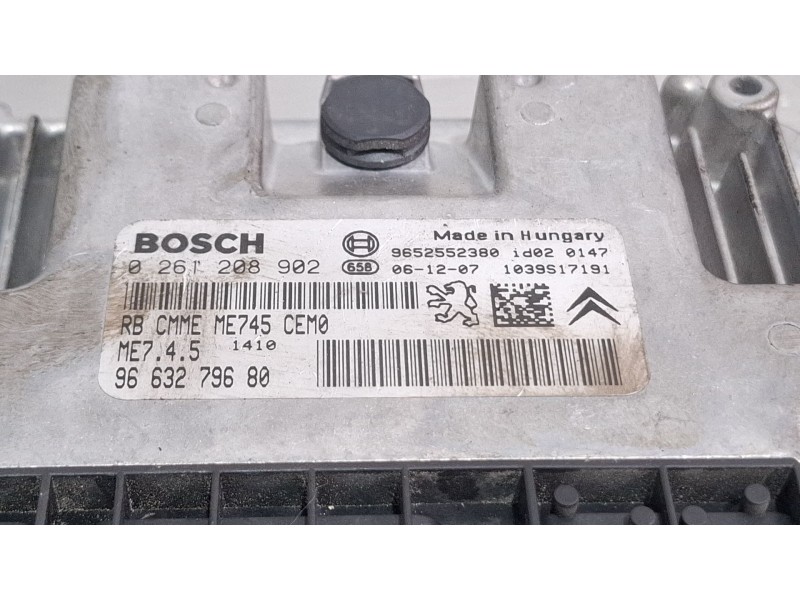 BOSCH
0 261 208 902
Made in Hungary
9652552380 id02 0147
658 06-12-07 1039S17191
RB CMME ME745 CEM0
ME7.4.5 1410
96 632 796 80